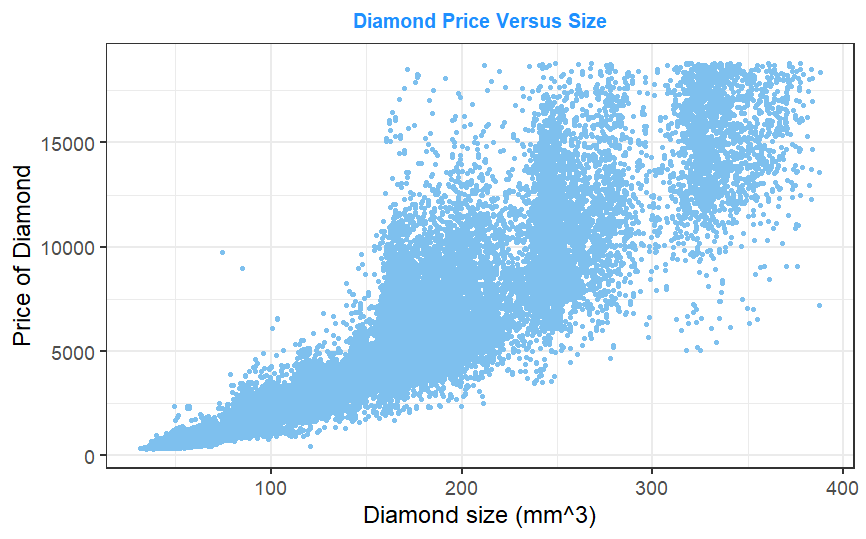 Diamond Price Versus Size
Price of Diamond
15000
10000
5000
0
100
200
300
400
Diamond size (mm^3)